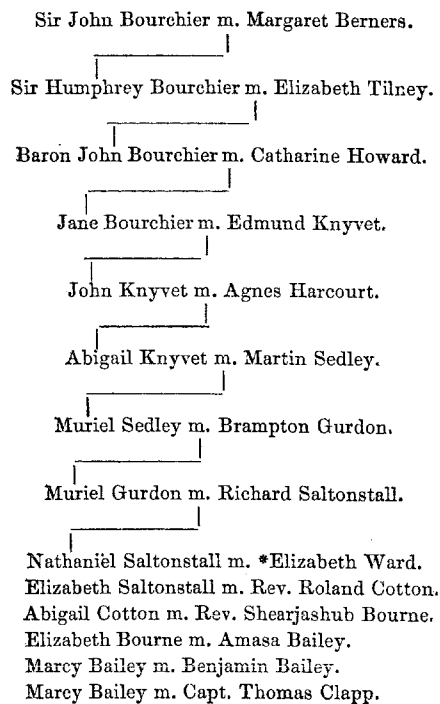 Sir John Bourchier m. Margaret Berners.
Sir Humphrey Bourchier m. Elizabeth Tilney.
Baron John Bourchier m. Catharine Howard.
Jane Bourchier m. Edmund Knyvet.
John Knyvet m. Agnes Harcourt.
Abigail Knyvet m. Martin Sedley.
Muriel Sedley m. Brampton Gurdon.
Muriel Gurdon m. Richard Saltonstall.
Nathaniel Saltonstall m. *Elizabeth Ward.
Elizabeth Saltonstall m. Rev. Roland Cotton.
Abigail Cotton m. Rev. Shearjashub Bourne.
Elizabeth Bourne m. Amasa Bailey.
Marcy Bailey m. Benjamin Bailey.
Marcy Bailey m. Capt. Thomas Clapp.